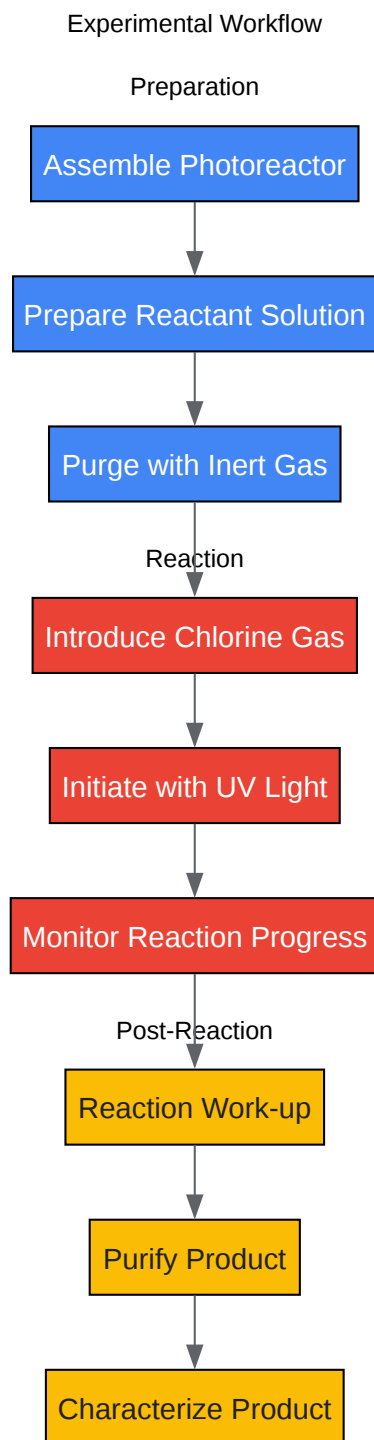 Experimental Workflow
Preparation
Assemble Photoreactor
Prepare Reactant Solution
Purge with Inert Gas
Reaction
Introduce Chlorine Gas
Initiate with UV Light
Monitor Reaction Progress
Post-Reaction
Reaction Work-up
Purify Product
Characterize Product